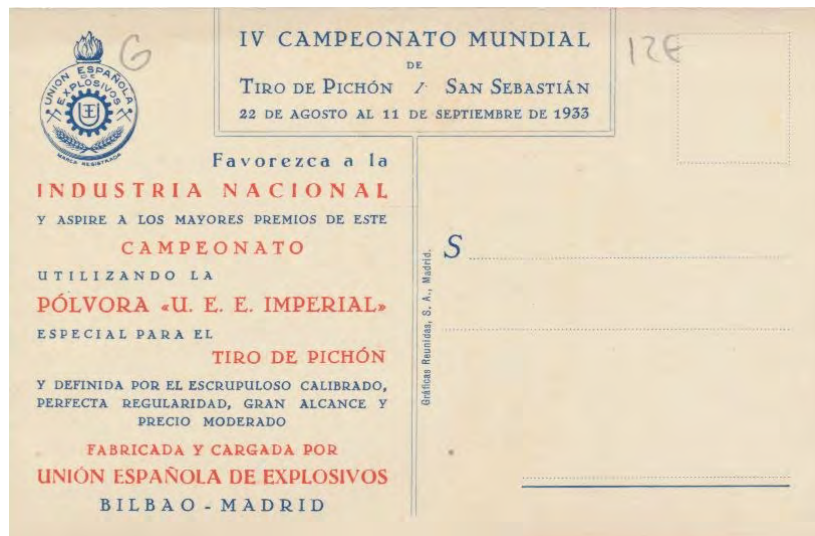 G
12€
IV CAMPEONATO MUNDIAL
DE
TIRO DE PICHÓN / SAN SEBASTIÁN
22 DE AGOSTO AL 11 DE SEPTIEMBRE DE 1933
UNION ESPAÑOLA
DE
EXPLOSIVOS
MARCA REGISTRADA
Favorezca a la
INDUSTRIA NACIONAL
Y ASPIRE A LOS MAYORES PREMIOS DE ESTE
CAMPEONATO
UTILIZANDO LA
PÓLVORA «U. E. E. IMPERIAL»
ESPECIAL PARA EL
TIRO DE PICHÓN
Y DEFINIDA POR EL ESCRUPULOSO CALIBRADO,
PERFECTA REGULARIDAD, GRAN ALCANCE Y
PRECIO MODERADO
FABRICADA Y CARGADA POR
UNIÓN ESPAÑOLA DE EXPLOSIVOS
BILBAO - MADRID
Gráficas Reunidas, S. A., Madrid.
S